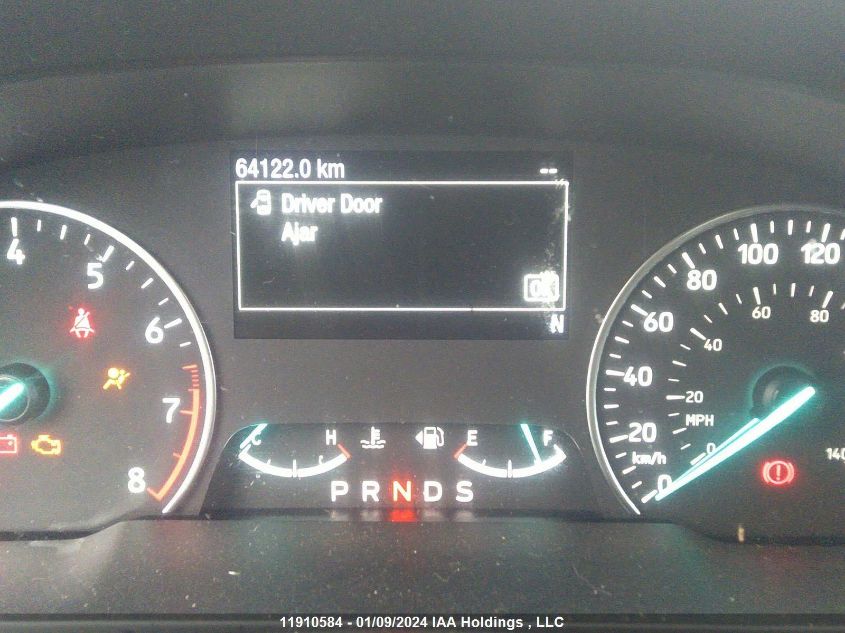 64122.0 km --
Driver Door
Ajar
OK
N
4
5
6
7
8
C H
E F
P R N D S
0
20
40
60
80
100
120
km/h
0
20
40
60
80
140
MPH
11910584 - 01/09/2024 IAA Holdings , LLC